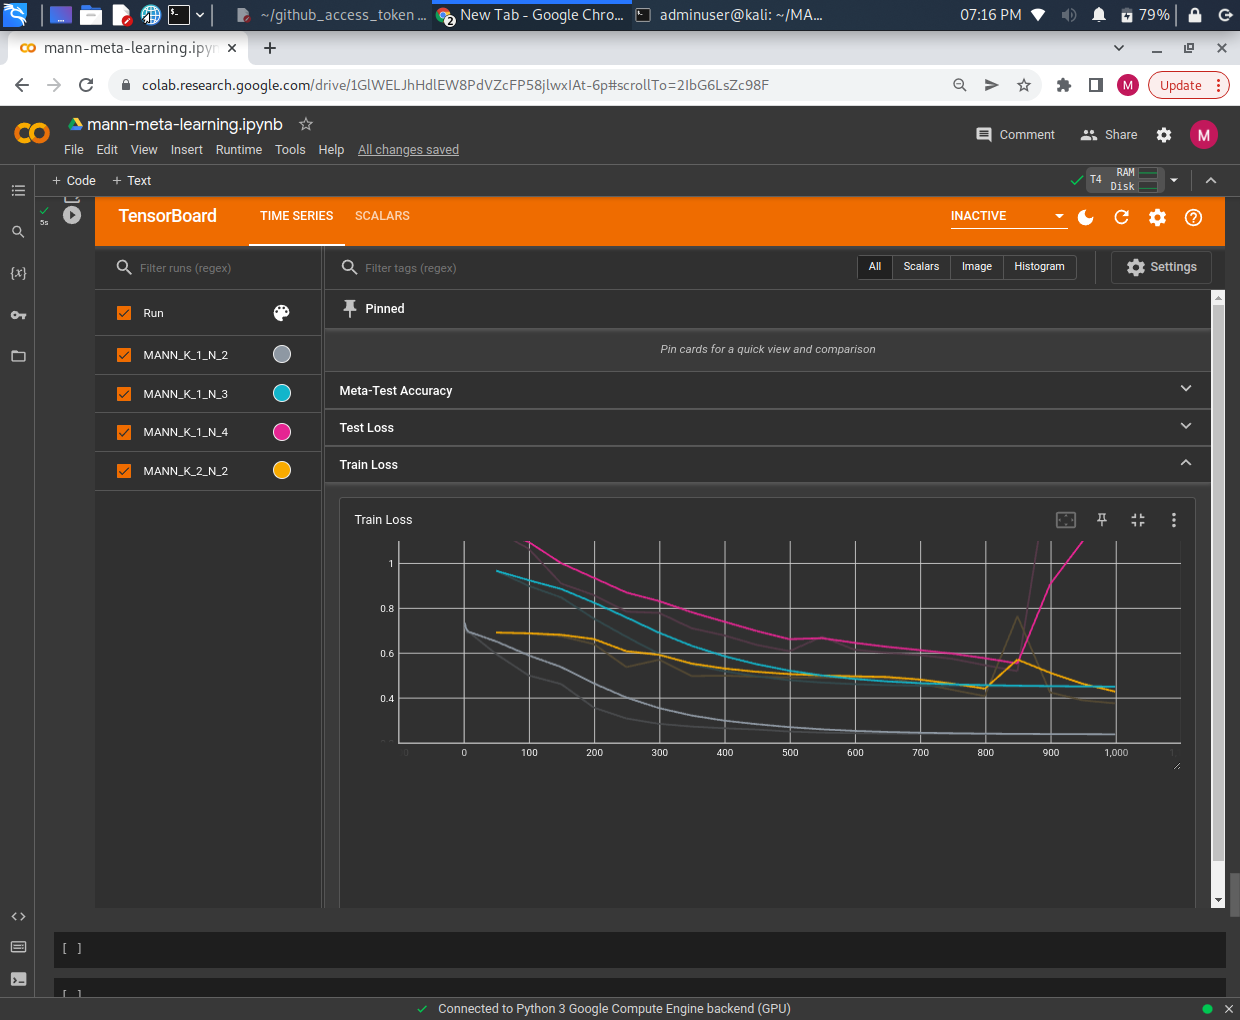 ~/github_access_token ...
2
New Tab - Google Chro...
adminuser@kali: ~/MA...
07:16 PM
79%
mann-meta-learning.ipyn
colab.research.google.com/drive/1GlWELJhHdlEW8PdVZcFP58jlwxIAt-6p#scrollTo=2IbG6LsZc98F
M
Update
mann-meta-learning.ipynb
File Edit View Insert Runtime Tools Help All changes saved
Comment
Share
M
+ Code + Text
T4
RAM
Disk
5s
TensorBoard
TIME SERIES
SCALARS
INACTIVE
Filter runs (regex)
Filter tags (regex)
All
Scalars
Image
Histogram
Settings
{x}
Run
MANN_K_1_N_2
MANN_K_1_N_3
MANN_K_1_N_4
MANN_K_2_N_2
Pinned
Pin cards for a quick view and comparison
Meta-Test Accuracy
Test Loss
Train Loss
Train Loss
1
0.8
0.6
0.4
0 100 200 300 400 500 600 700 800 900 1,000
[ ]
[ ]
Connected to Python 3 Google Compute Engine backend (GPU)